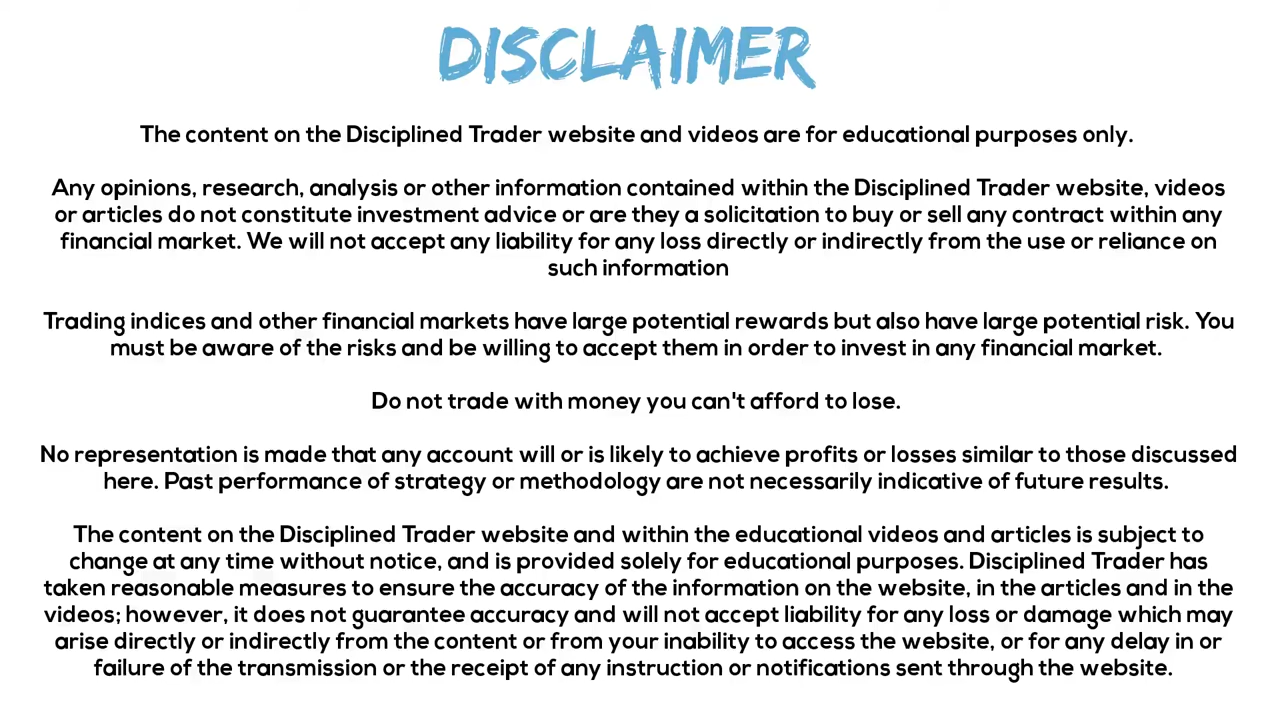 DISCLAIMER
The content on the Disciplined Trader website and videos are for educational purposes only.
Any opinions, research, analysis or other information contained within the Disciplined Trader website, videos
or articles do not constitute investment advice or are they a solicitation to buy or sell any contract within any
financial market. We will not accept any liability for any loss directly or indirectly from the use or reliance on
such information
Trading indices and other financial markets have large potential rewards but also have large potential risk. You
must be aware of the risks and be willing to accept them in order to invest in any financial market.
Do not trade with money you can't afford to lose.
No representation is made that any account will or is likely to achieve profits or losses similar to those discussed
here. Past performance of strategy or methodology are not necessarily indicative of future results.
The content on the Disciplined Trader website and within the educational videos and articles is subject to
change at any time without notice, and is provided solely for educational purposes. Disciplined Trader has
taken reasonable measures to ensure the accuracy of the information on the website, in the articles and in the
videos; however, it does not guarantee accuracy and will not accept liability for any loss or damage which may
arise directly or indirectly from the content or from your inability to access the website, or for any delay in or
failure of the transmission or the receipt of any instruction or notifications sent through the website.